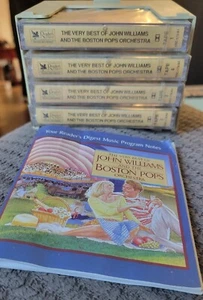 THE VERY BEST OF JOHN WILLIAMS
AND THE BOSTON POPS ORCHESTRA
THE VERY BEST OF JOHN WILLIAMS
AND THE BOSTON POPS ORCHESTRA
THE VERY BEST OF JOHN WILLIAMS
AND THE BOSTON POPS ORCHESTRA
THE VERY BEST OF JOHN WILLIAMS
AND THE BOSTON POPS ORCHESTRA
Your Reader's Digest Music Program Notes
JOHN WILLIAMS
BOSTON POPS